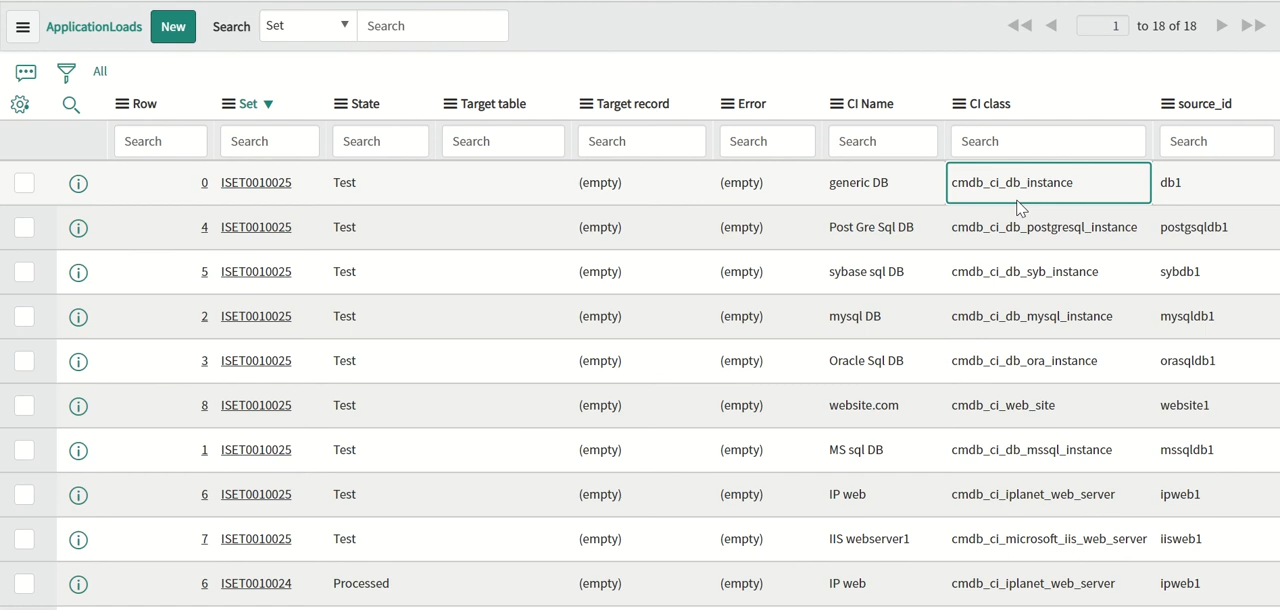 ApplicationLoads New Search Set Search 1 to 18 of 18
All
Row Set State Target table Target record Error CI Name CI class source_id
Search Search Search Search Search Search Search Search Search
0 ISET0010025 Test (empty) (empty) generic DB cmdb_ci_db_instance db1
4 ISET0010025 Test (empty) (empty) Post Gre Sql DB cmdb_ci_db_postgresql_instance postgsqldb1
5 ISET0010025 Test (empty) (empty) sybase sql DB cmdb_ci_db_syb_instance sybdb1
2 ISET0010025 Test (empty) (empty) mysql DB cmdb_ci_db_mysql_instance mysqldb1
3 ISET0010025 Test (empty) (empty) Oracle Sql DB cmdb_ci_db_ora_instance orasqldb1
8 ISET0010025 Test (empty) (empty) website.com cmdb_ci_web_site website1
1 ISET0010025 Test (empty) (empty) MS sql DB cmdb_ci_db_mssql_instance mssqldb1
6 ISET0010025 Test (empty) (empty) IP web cmdb_ci_iplanet_web_server ipweb1
7 ISET0010025 Test (empty) (empty) IIS webserver1 cmdb_ci_microsoft_iis_web_server iisweb1
6 ISET0010024 Processed (empty) (empty) IP web cmdb_ci_iplanet_web_server ipweb1